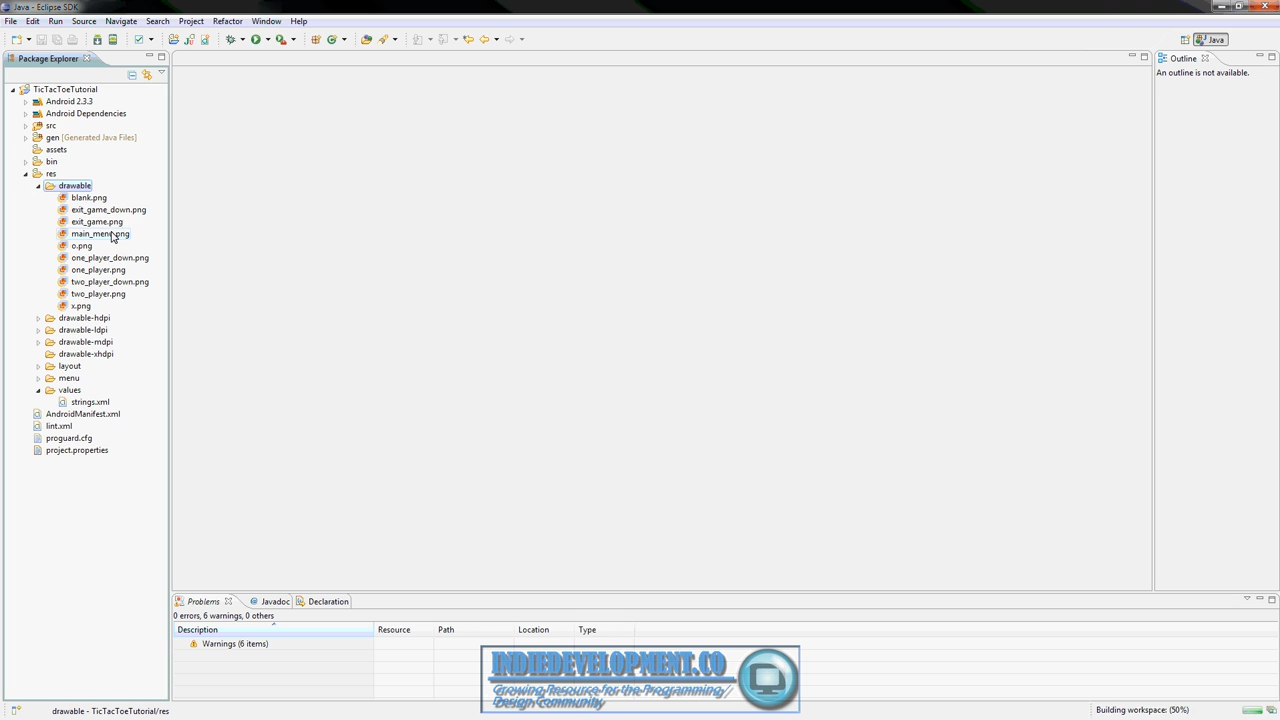 Java - Eclipse SDK
File Edit Run Source Navigate Search Project Refactor Window Help
Java
Package Explorer
Outline
An outline is not available.
TicTacToeTutorial
Android 2.3.3
Android Dependencies
src
gen [Generated Java Files]
assets
bin
res
drawable
blank.png
exit_game_down.png
exit_game.png
main_menu.png
o.png
one_player_down.png
one_player.png
two_player_down.png
two_player.png
x.png
drawable-hdpi
drawable-ldpi
drawable-mdpi
drawable-xhdpi
layout
menu
values
strings.xml
AndroidManifest.xml
lint.xml
proguard.cfg
project.properties
Problems Javadoc Declaration
0 errors, 6 warnings, 0 others
Description Resource Path Location Type
Warnings (6 items)
INDIEDEVELOPMENT.CO
Growing Resource for the Programming/
Design Community
drawable - TicTacToeTutorial/res
Building workspace: (50%)